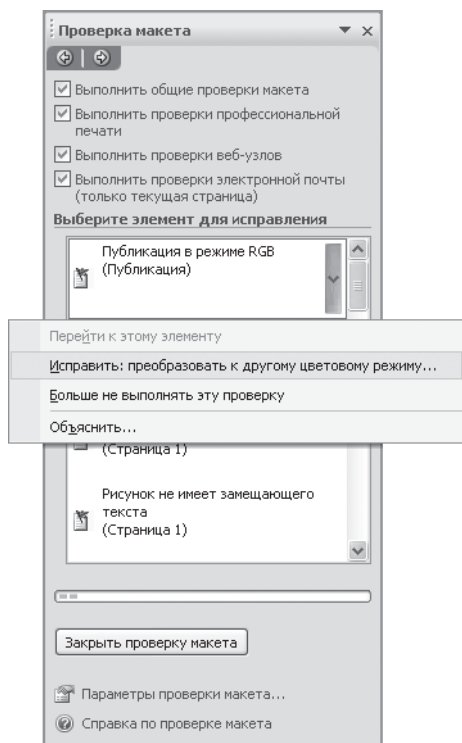 Проверка макета
Выполнить общие проверки макета
Выполнить проверки профессиональной
печати
Выполнить проверки веб-узлов
Выполнить проверки электронной почты
(только текущая страница)
Выберите элемент для исправления
Публикация в режиме RGB
(Публикация)
Перейти к этому элементу
Исправить: преобразовать к другому цветовому режиму...
Больше не выполнять эту проверку
Объяснить...
(Страница 1)
Рисунок не имеет замещающего
текста
(Страница 1)
Закрыть проверку макета
Параметры проверки макета...
Справка по проверке макета